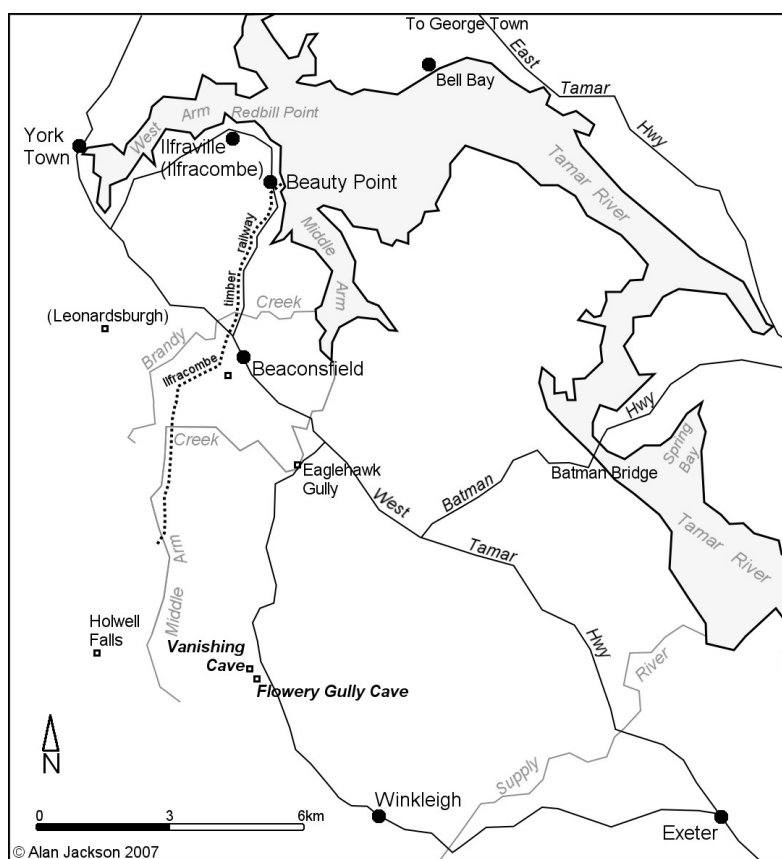 To George Town
East
Tamar
Hwy
Bell Bay
West
Arm
Redbill Point
York
Town
Ilfraville
(Ilfracombe)
Beauty Point
Tamar River
Middle
Arm
railway
timber
Ilfracombe
(Leonardsburgh)
Brandy
Creek
Beaconsfield
Hwy
Creek
Eaglehawk
Gully
West
Batman
Batman Bridge
Spring
Bay
Tamar
Tamar River
Arm
Middle
Holwell
Falls
Vanishing
Cave
Flowery Gully Cave
Hwy
River
Supply
N
Winkleigh
Exeter
0
3
6km
© Alan Jackson 2007